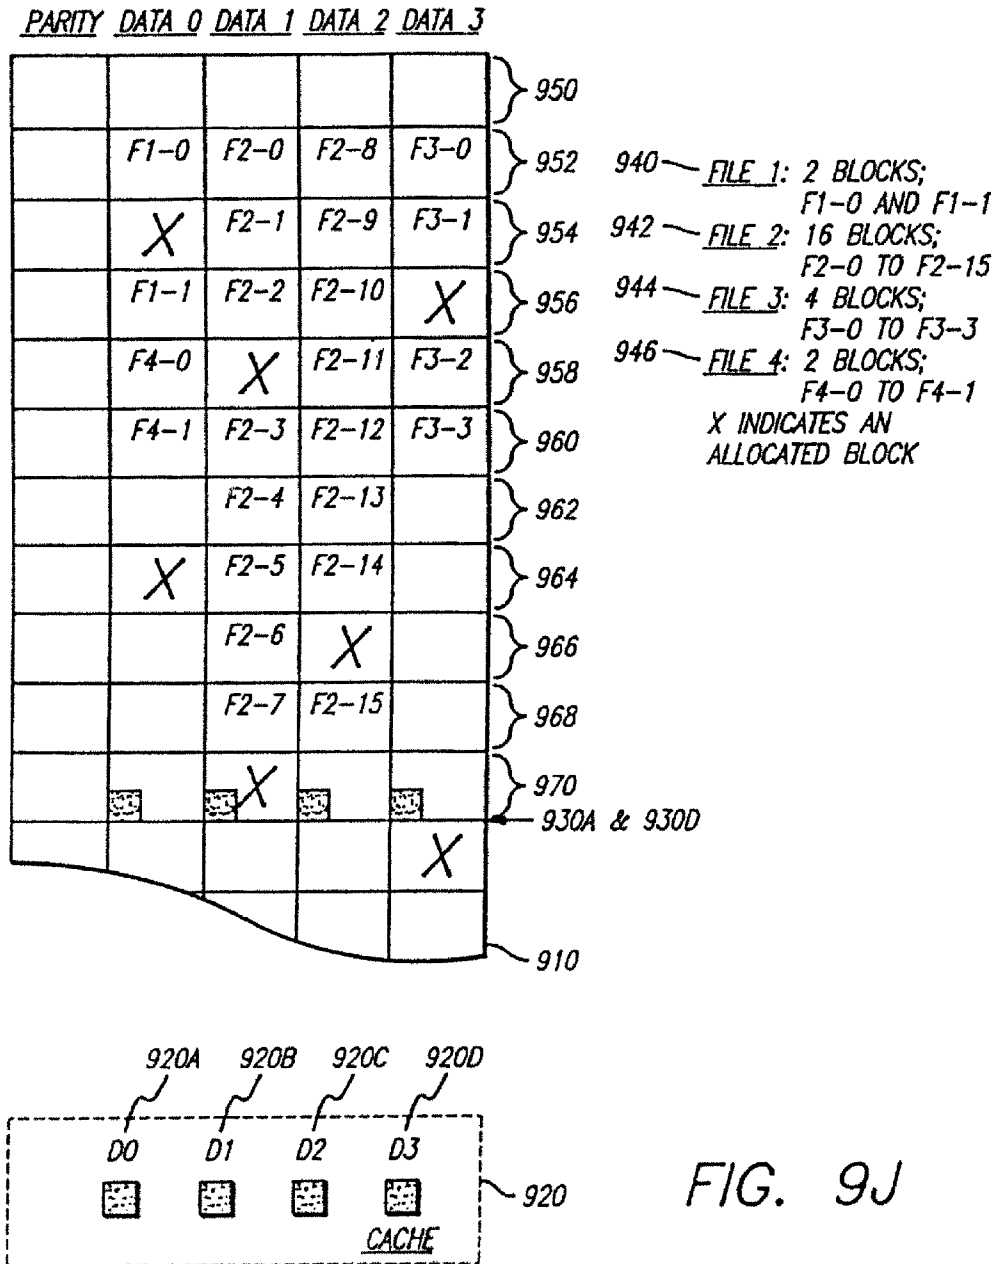 PARITY DATA 0 DATA 1 DATA 2 DATA 3
950
F1-0 F2-0 F2-8 F3-0 952
X F2-1 F2-9 F3-1 954
F1-1 F2-2 F2-10 X 956
F4-0 X F2-11 F3-2 958
F4-1 F2-3 F2-12 F3-3 960
F2-4 F2-13 962
X F2-5 F2-14 964
F2-6 X 966
F2-7 F2-15 968
X 970
930A & 930D
X
910
940 FILE 1: 2 BLOCKS;
F1-0 AND F1-1
942 FILE 2: 16 BLOCKS;
F2-0 TO F2-15
944 FILE 3: 4 BLOCKS;
F3-0 TO F3-3
946 FILE 4: 2 BLOCKS;
F4-0 TO F4-1
X INDICATES AN
ALLOCATED BLOCK
920A 920B 920C 920D
D0 D1 D2 D3
920
CACHE
FIG. 9J